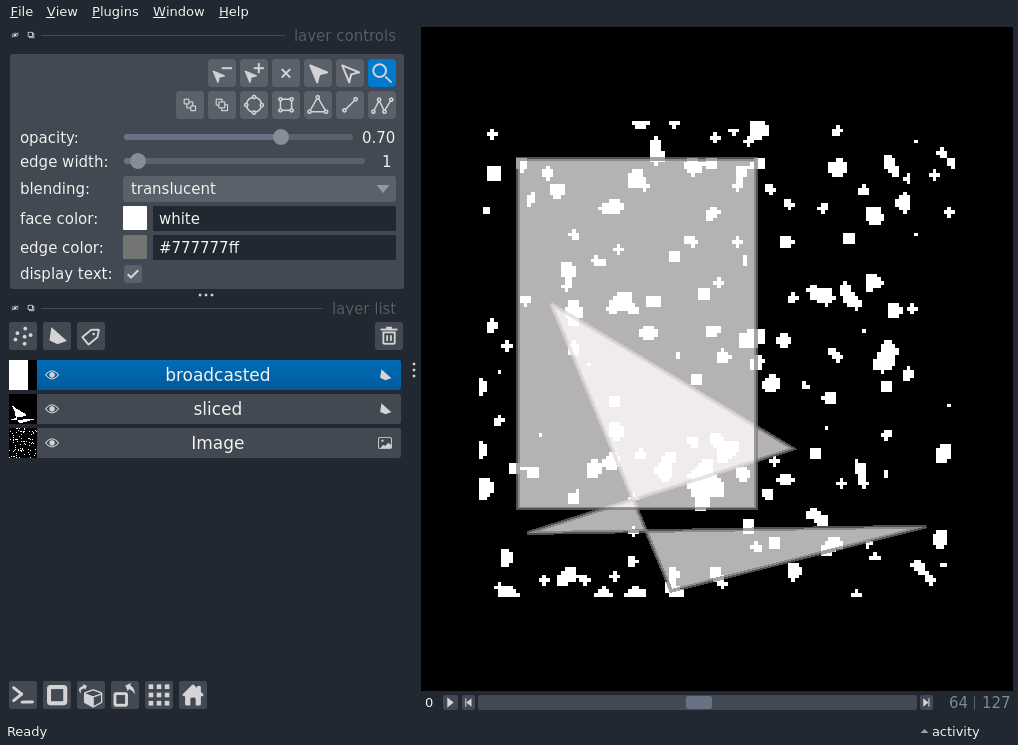 File View Plugins Window Help
layer controls
opacity: 0.70
edge width: 1
blending: translucent
face color: white
edge color: #777777ff
display text:
layer list
broadcasted
sliced
Image
0 64 | 127
Ready activity